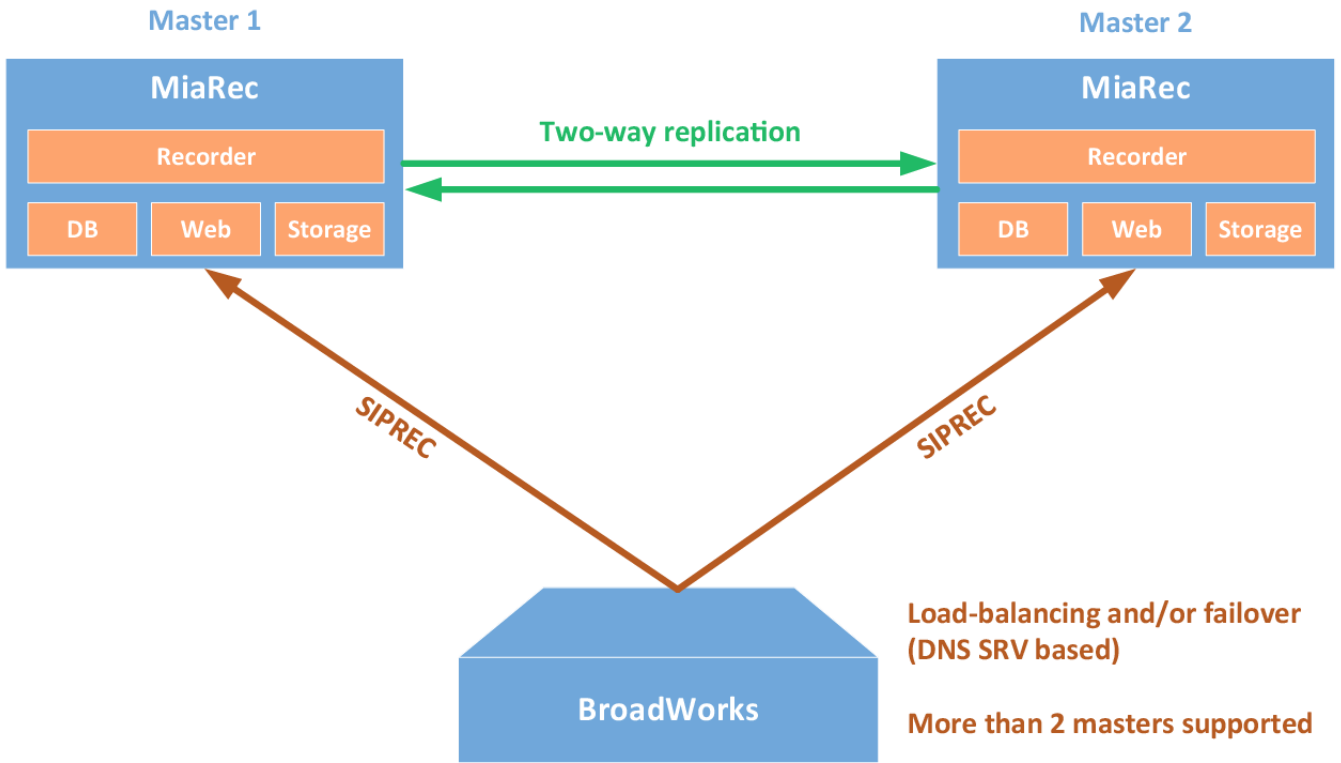 Master 1
Master 2
MiaRec
MiaRec
Two-way replication
Recorder
Recorder
DB
Web
Storage
DB
Web
Storage
SIPREC
SIPREC
Load-balancing and/or failover
(DNS SRV based)
BroadWorks
More than 2 masters supported